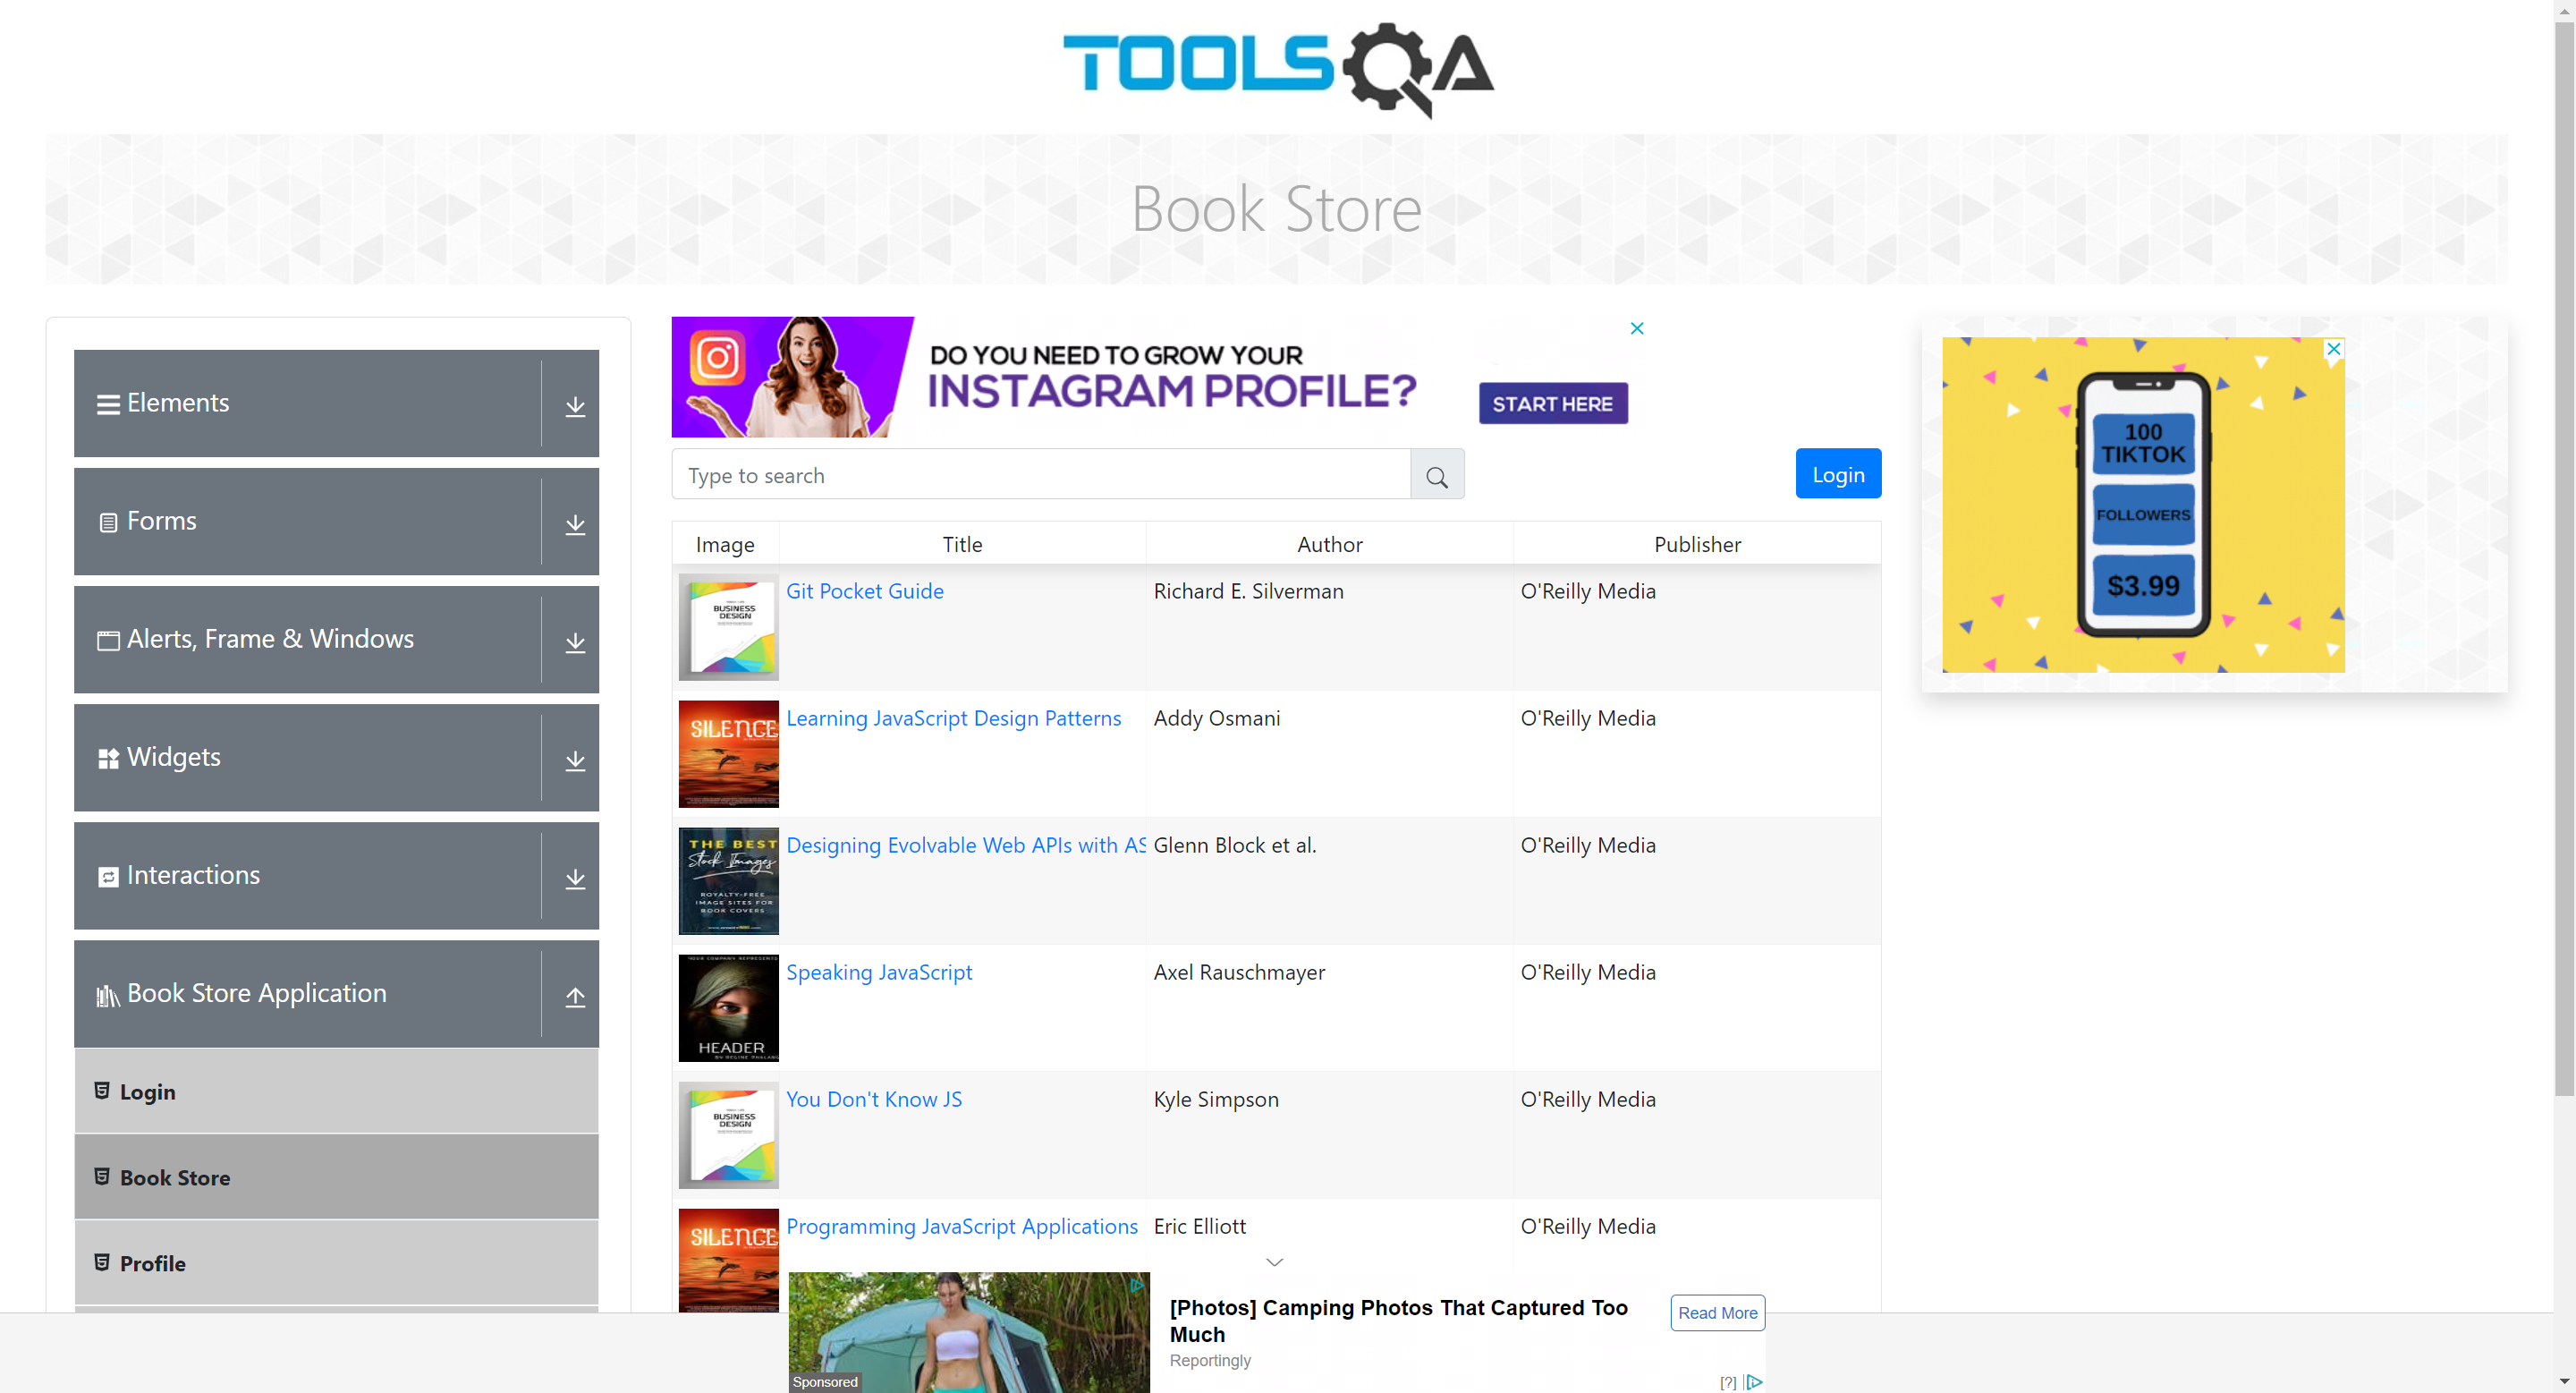 TOOLSQA
Book Store
Elements
Forms
Alerts, Frame & Windows
Widgets
Interactions
Book Store Application
Login
Book Store
Profile
DO YOU NEED TO GROW YOUR
INSTAGRAM PROFILE?
START HERE
Type to search
Login
Image Title Author Publisher
BUSINESS
DESIGN
Git Pocket Guide Richard E. Silverman O'Reilly Media
SILENCE
Learning JavaScript Design Patterns Addy Osmani O'Reilly Media
THE BEST
Stock Images
ROYALTY-FREE
IMAGE SITES FOR
BOOK COVERS
Designing Evolvable Web APIs with AS Glenn Block et al. O'Reilly Media
YOUR COMPANY REPRESENTS
HEADER
Speaking JavaScript Axel Rauschmayer O'Reilly Media
BUSINESS
DESIGN
You Don't Know JS Kyle Simpson O'Reilly Media
SILENCE
Programming JavaScript Applications Eric Elliott O'Reilly Media
100
TIKTOK
FOLLOWERS
$3.99
[Photos] Camping Photos That Captured Too
Much
Reportingly
Read More
Sponsored
[?]